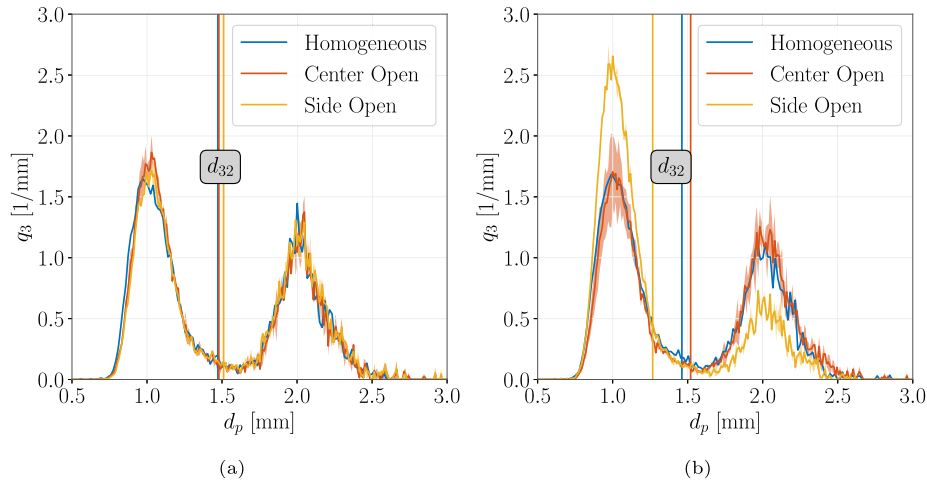 3.0
2.5
2.0
1.5
1.0
0.5
0.0
q3 [1/mm]
Homogeneous
Center Open
Side Open
d32
0.5 1.0 1.5 2.0 2.5 3.0
dp [mm]
(a)
3.0
2.5
2.0
1.5
1.0
0.5
0.0
q3 [1/mm]
Homogeneous
Center Open
Side Open
d32
0.5 1.0 1.5 2.0 2.5 3.0
dp [mm]
(b)